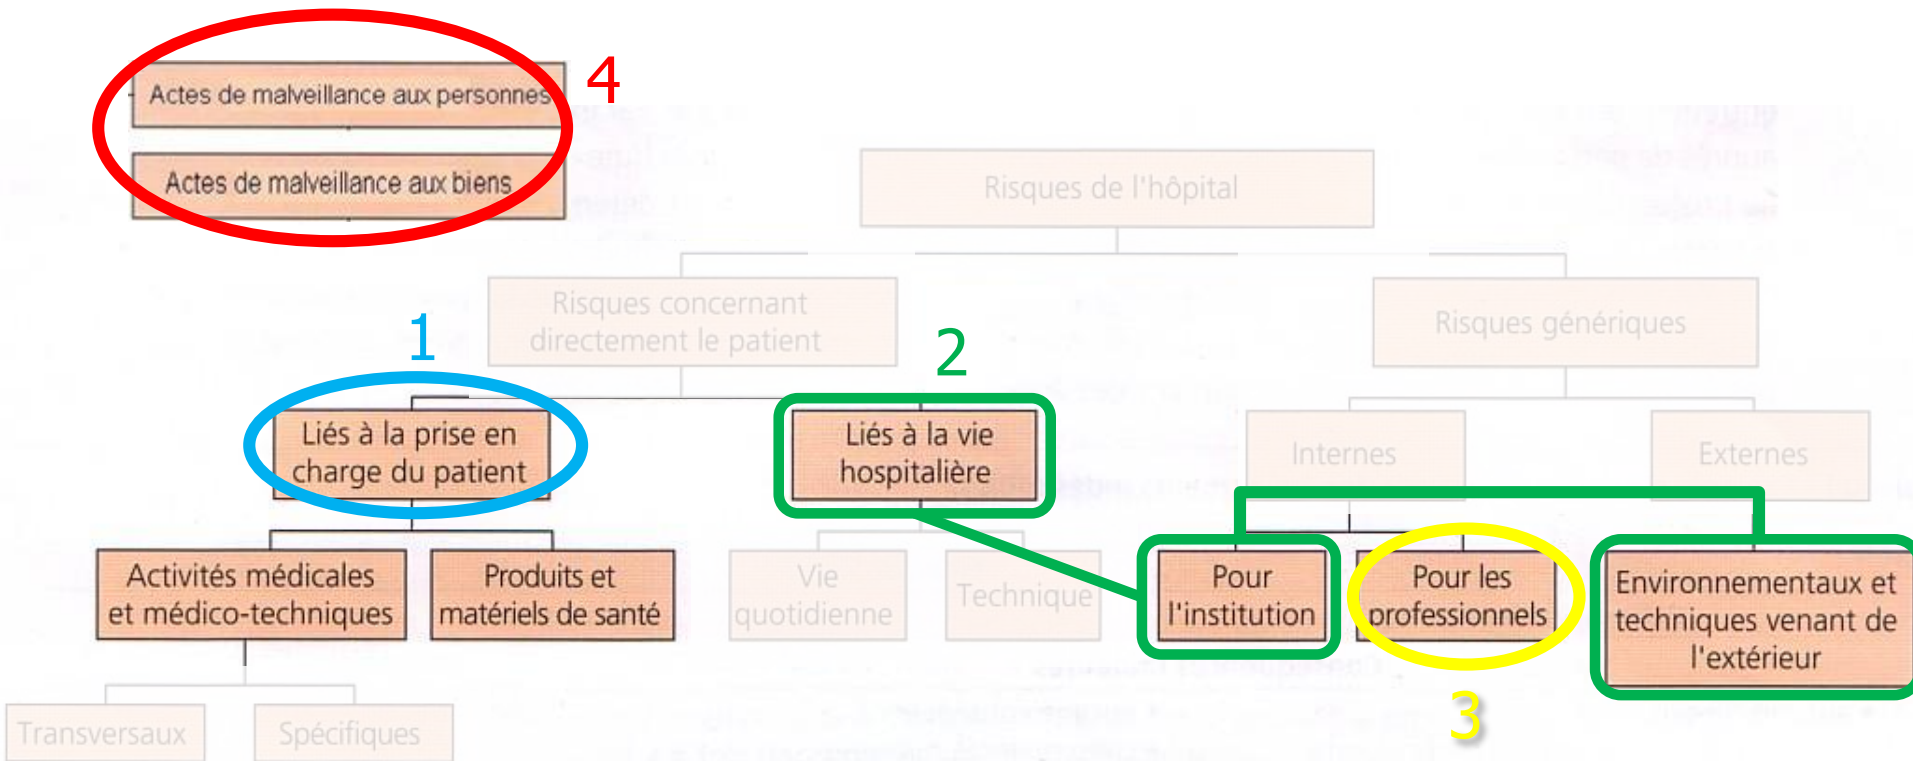 4
Actes de malveillance aux personnes
Actes de malveillance aux biens
Risques de l'hôpital
Risques concernant
directement le patient
Risques génériques
1
2
Liés à la prise en
charge du patient
Liés à la vie
hospitalière
Internes
Externes
Activités médicales
et médico-techniques
Produits et
matériels de santé
Vie
quotidienne
Technique
Pour
l'institution
Pour les
professionnels
Environnementaux et
techniques venant de
l'extérieur
3
Transversaux
Spécifiques